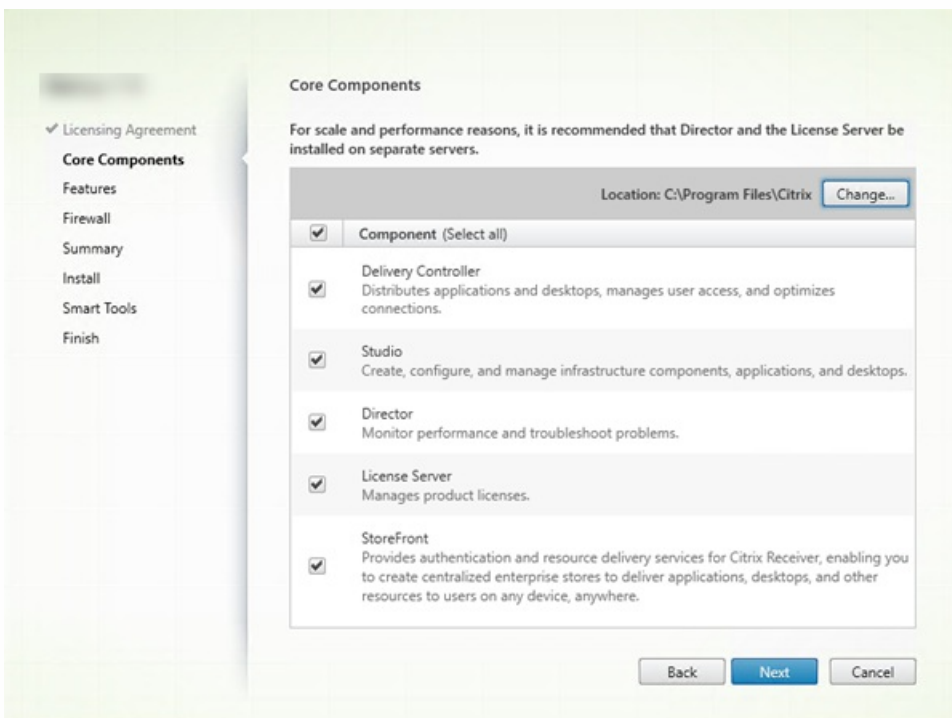 ✔ Licensing Agreement
Core Components
Features
Firewall
Summary
Install
Smart Tools
Finish
Core Components
For scale and performance reasons, it is recommended that Director and the License Server be
installed on separate servers.
Location: C:\Program Files\Citrix Change...
Component (Select all)
Delivery Controller
Distributes applications and desktops, manages user access, and optimizes
connections.
Studio
Create, configure, and manage infrastructure components, applications, and desktops.
Director
Monitor performance and troubleshoot problems.
License Server
Manages product licenses.
StoreFront
Provides authentication and resource delivery services for Citrix Receiver, enabling you
to create centralized enterprise stores to deliver applications, desktops, and other
resources to users on any device, anywhere.
Back Next Cancel